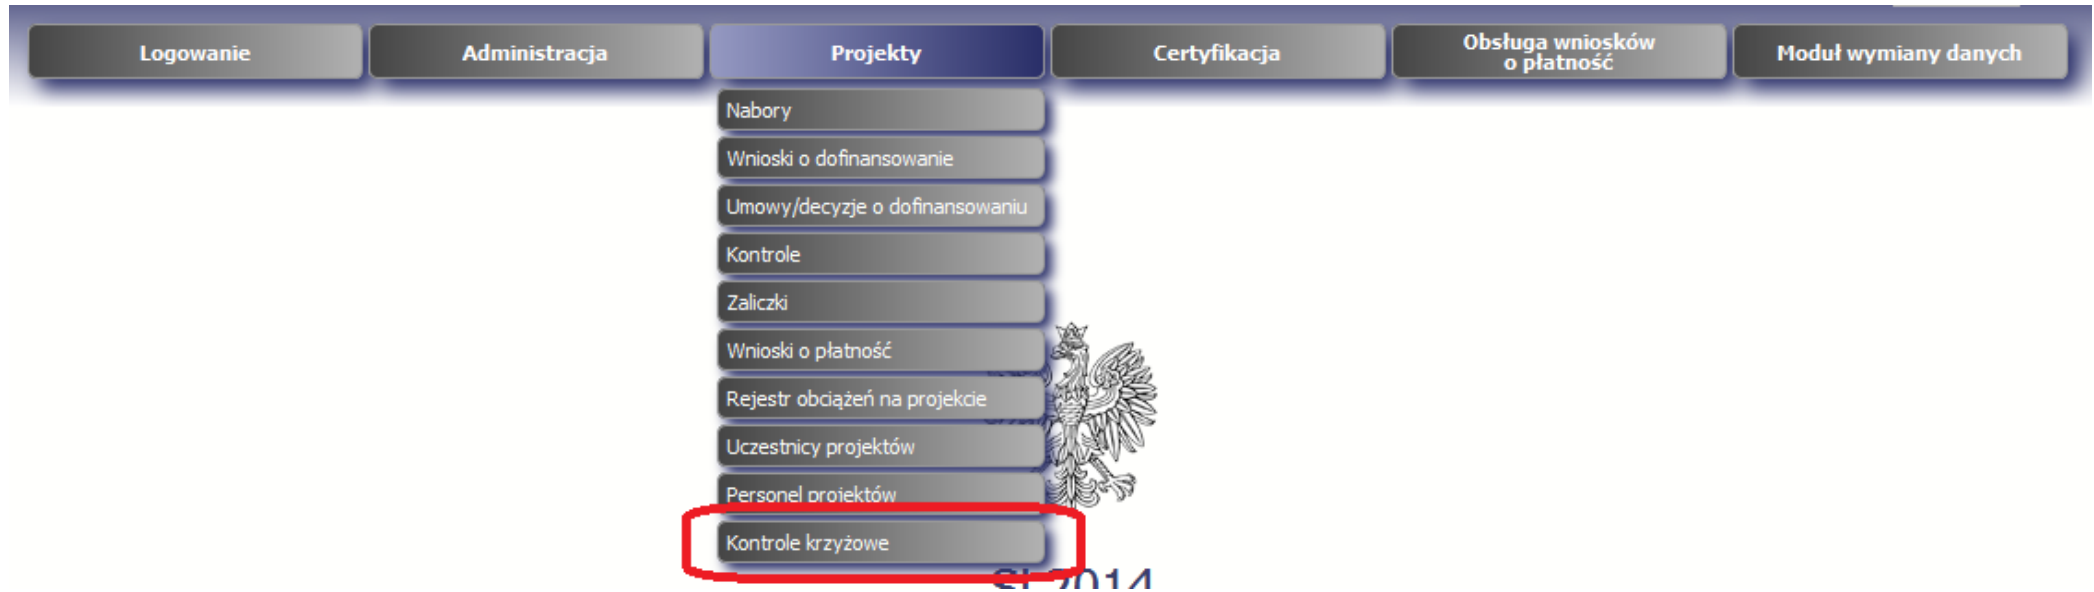 Logowanie
Administracja
Projekty
Certyfikacja
Obsługa wniosków
o płatność
Moduł wymiany danych
Nabory
Wnioski o dofinansowanie
Umowy/decyzje o dofinansowaniu
Kontrole
Zaliczki
Wnioski o płatność
Rejestr obciążeń na projekcie
Uczestnicy projektów
Personel projektów
Kontrole krzyżowe
SL2014